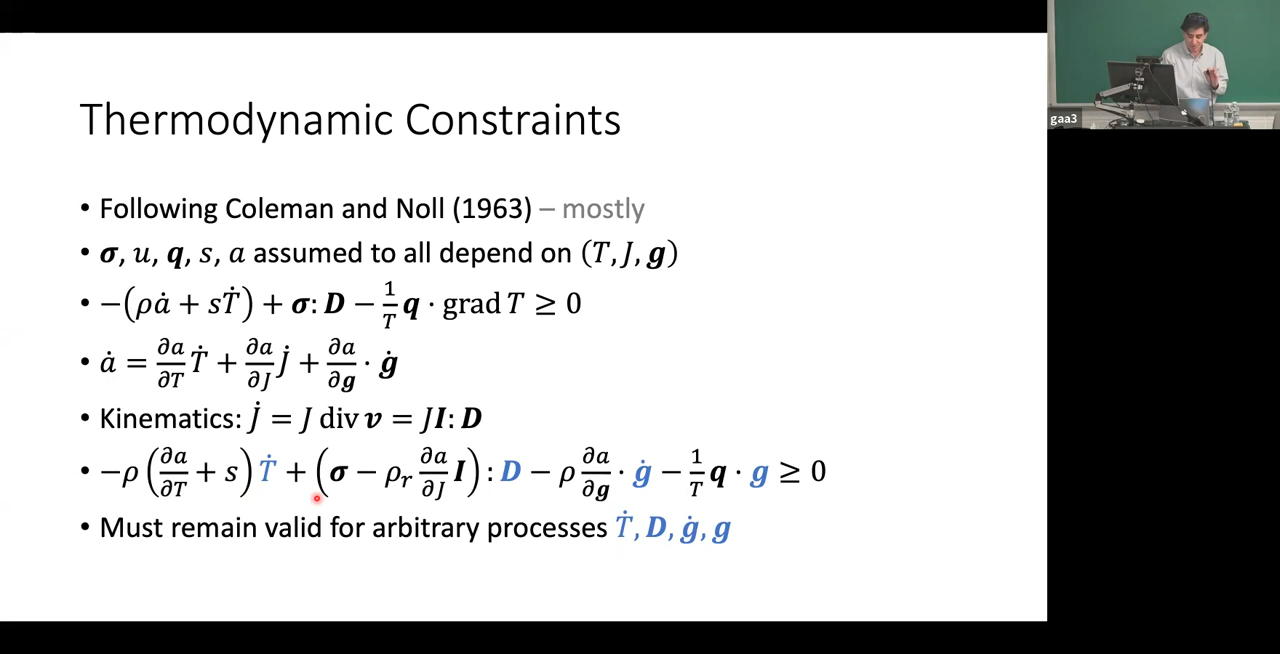 Thermodynamic Constraints
• Following Coleman and Noll (1963) – mostly
• 𝝈, u, 𝒒, s, a assumed to all depend on (T, J, 𝒈)
• −(ρȧ + sṪ) + 𝝈: 𝑫 − 1/T 𝒒 · grad T ≥ 0
• ȧ = ∂a/∂T Ṫ + ∂a/∂J J̇ + ∂a/∂𝒈 · 𝒈̇
• Kinematics: J̇ = J div 𝒗 = J𝑰: 𝑫
• −ρ(∂a/∂T + s)Ṫ + (𝝈 − ρᵣ ∂a/∂J 𝑰): 𝑫 − ρ ∂a/∂𝒈 · 𝒈̇ − 1/T 𝒒 · 𝒈 ≥ 0
• Must remain valid for arbitrary processes Ṫ, 𝑫, 𝒈̇, 𝒈
gaa3